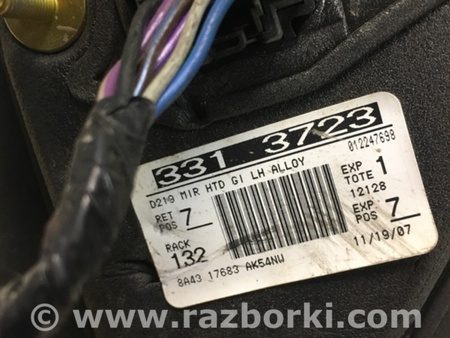 331 3723
D219 MIR HTD GI LH ALLOY
012247698
RET POS 7
EXP TOTE 1
12128
RACK 132
EXP POS 7
8A43 17683 AK54NW
11/19/07
© www.razborki.com